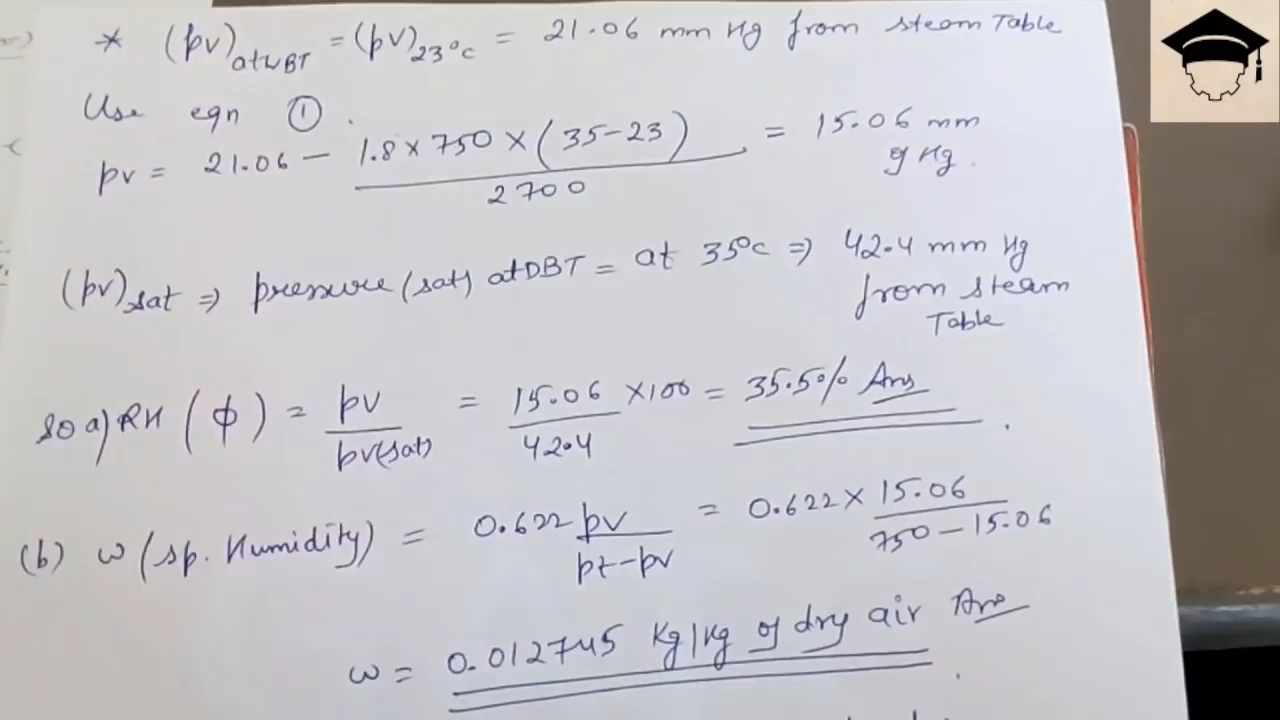 * (pv)atWBT = (pv)23°C = 21.06 mm Hg from steam Table
Use eqn ①.
pv = 21.06 − 1.8 × 750 × (35−23) / 2700 = 15.06 mm
of Hg.
(pv)sat ⇒ pressure (sat) at DBT = at 35°C ⇒ 42.4 mm Hg
from steam
Table
so a) RH (ϕ) = pv / pv(sat) = 15.06 / 42.4 ×100 = 35.5% Ans
(b) ω (sp. Humidity) = 0.622 pv / pt−pv = 0.622 × 15.06 / 750 − 15.06
ω = 0.012745 Kg/Kg of dry air Ans